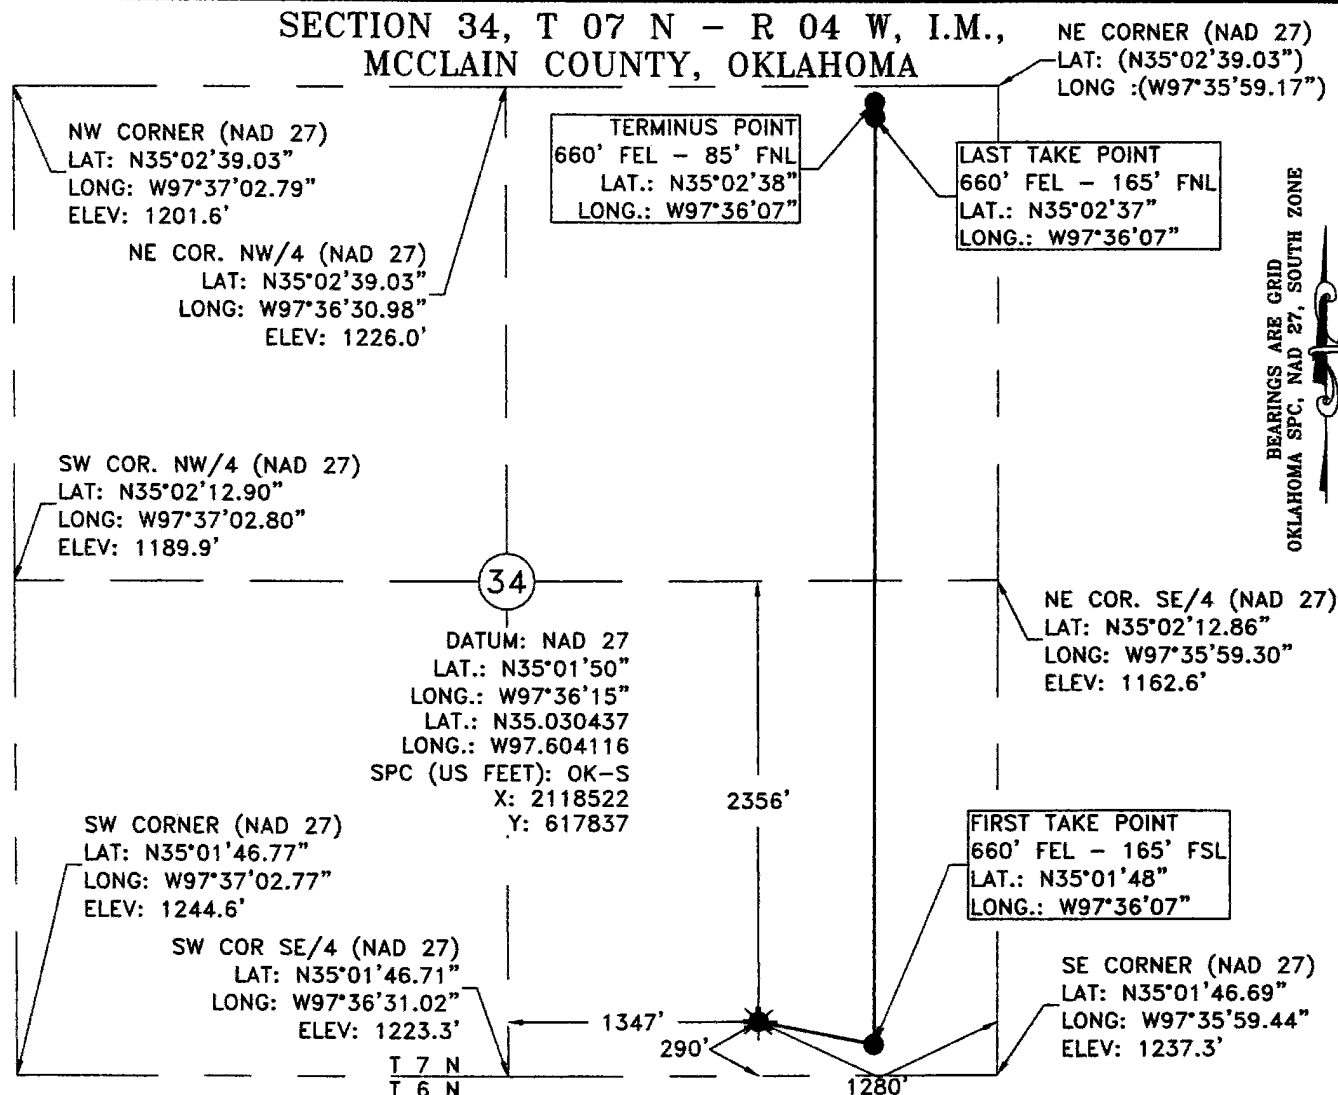 SECTION 34, T 07 N – R 04 W, I.M.,
MCCLAIN COUNTY, OKLAHOMA
NE CORNER (NAD 27)
LAT: (N35°02'39.03")
LONG :(W97°35'59.17")
NW CORNER (NAD 27)
LAT: N35°02'39.03"
LONG: W97°37'02.79"
ELEV: 1201.6'
TERMINUS POINT
660' FEL – 85' FNL
LAT.: N35°02'38"
LONG.: W97°36'07"
LAST TAKE POINT
660' FEL – 165' FNL
LAT.: N35°02'37"
LONG.: W97°36'07"
NE COR. NW/4 (NAD 27)
LAT: N35°02'39.03"
LONG: W97°36'30.98"
ELEV: 1226.0'
BEARINGS ARE GRID
OKLAHOMA SPC, NAD 27, SOUTH ZONE
SW COR. NW/4 (NAD 27)
LAT: N35°02'12.90"
LONG: W97°37'02.80"
ELEV: 1189.9'
34
NE COR. SE/4 (NAD 27)
LAT: N35°02'12.86"
LONG: W97°35'59.30"
ELEV: 1162.6'
DATUM: NAD 27
LAT.: N35°01'50"
LONG.: W97°36'15"
LAT.: N35.030437
LONG.: W97.604116
SPC (US FEET): OK–S
X: 2118522
Y: 617837
2356'
SW CORNER (NAD 27)
LAT: N35°01'46.77"
LONG: W97°37'02.77"
ELEV: 1244.6'
FIRST TAKE POINT
660' FEL – 165' FSL
LAT.: N35°01'48"
LONG.: W97°36'07"
SW COR SE/4 (NAD 27)
LAT: N35°01'46.71"
LONG: W97°36'31.02"
ELEV: 1223.3'
SE CORNER (NAD 27)
LAT: N35°01'46.69"
LONG: W97°35'59.44"
ELEV: 1237.3'
1347'
290'
1280'
T 7 N
T 6 N